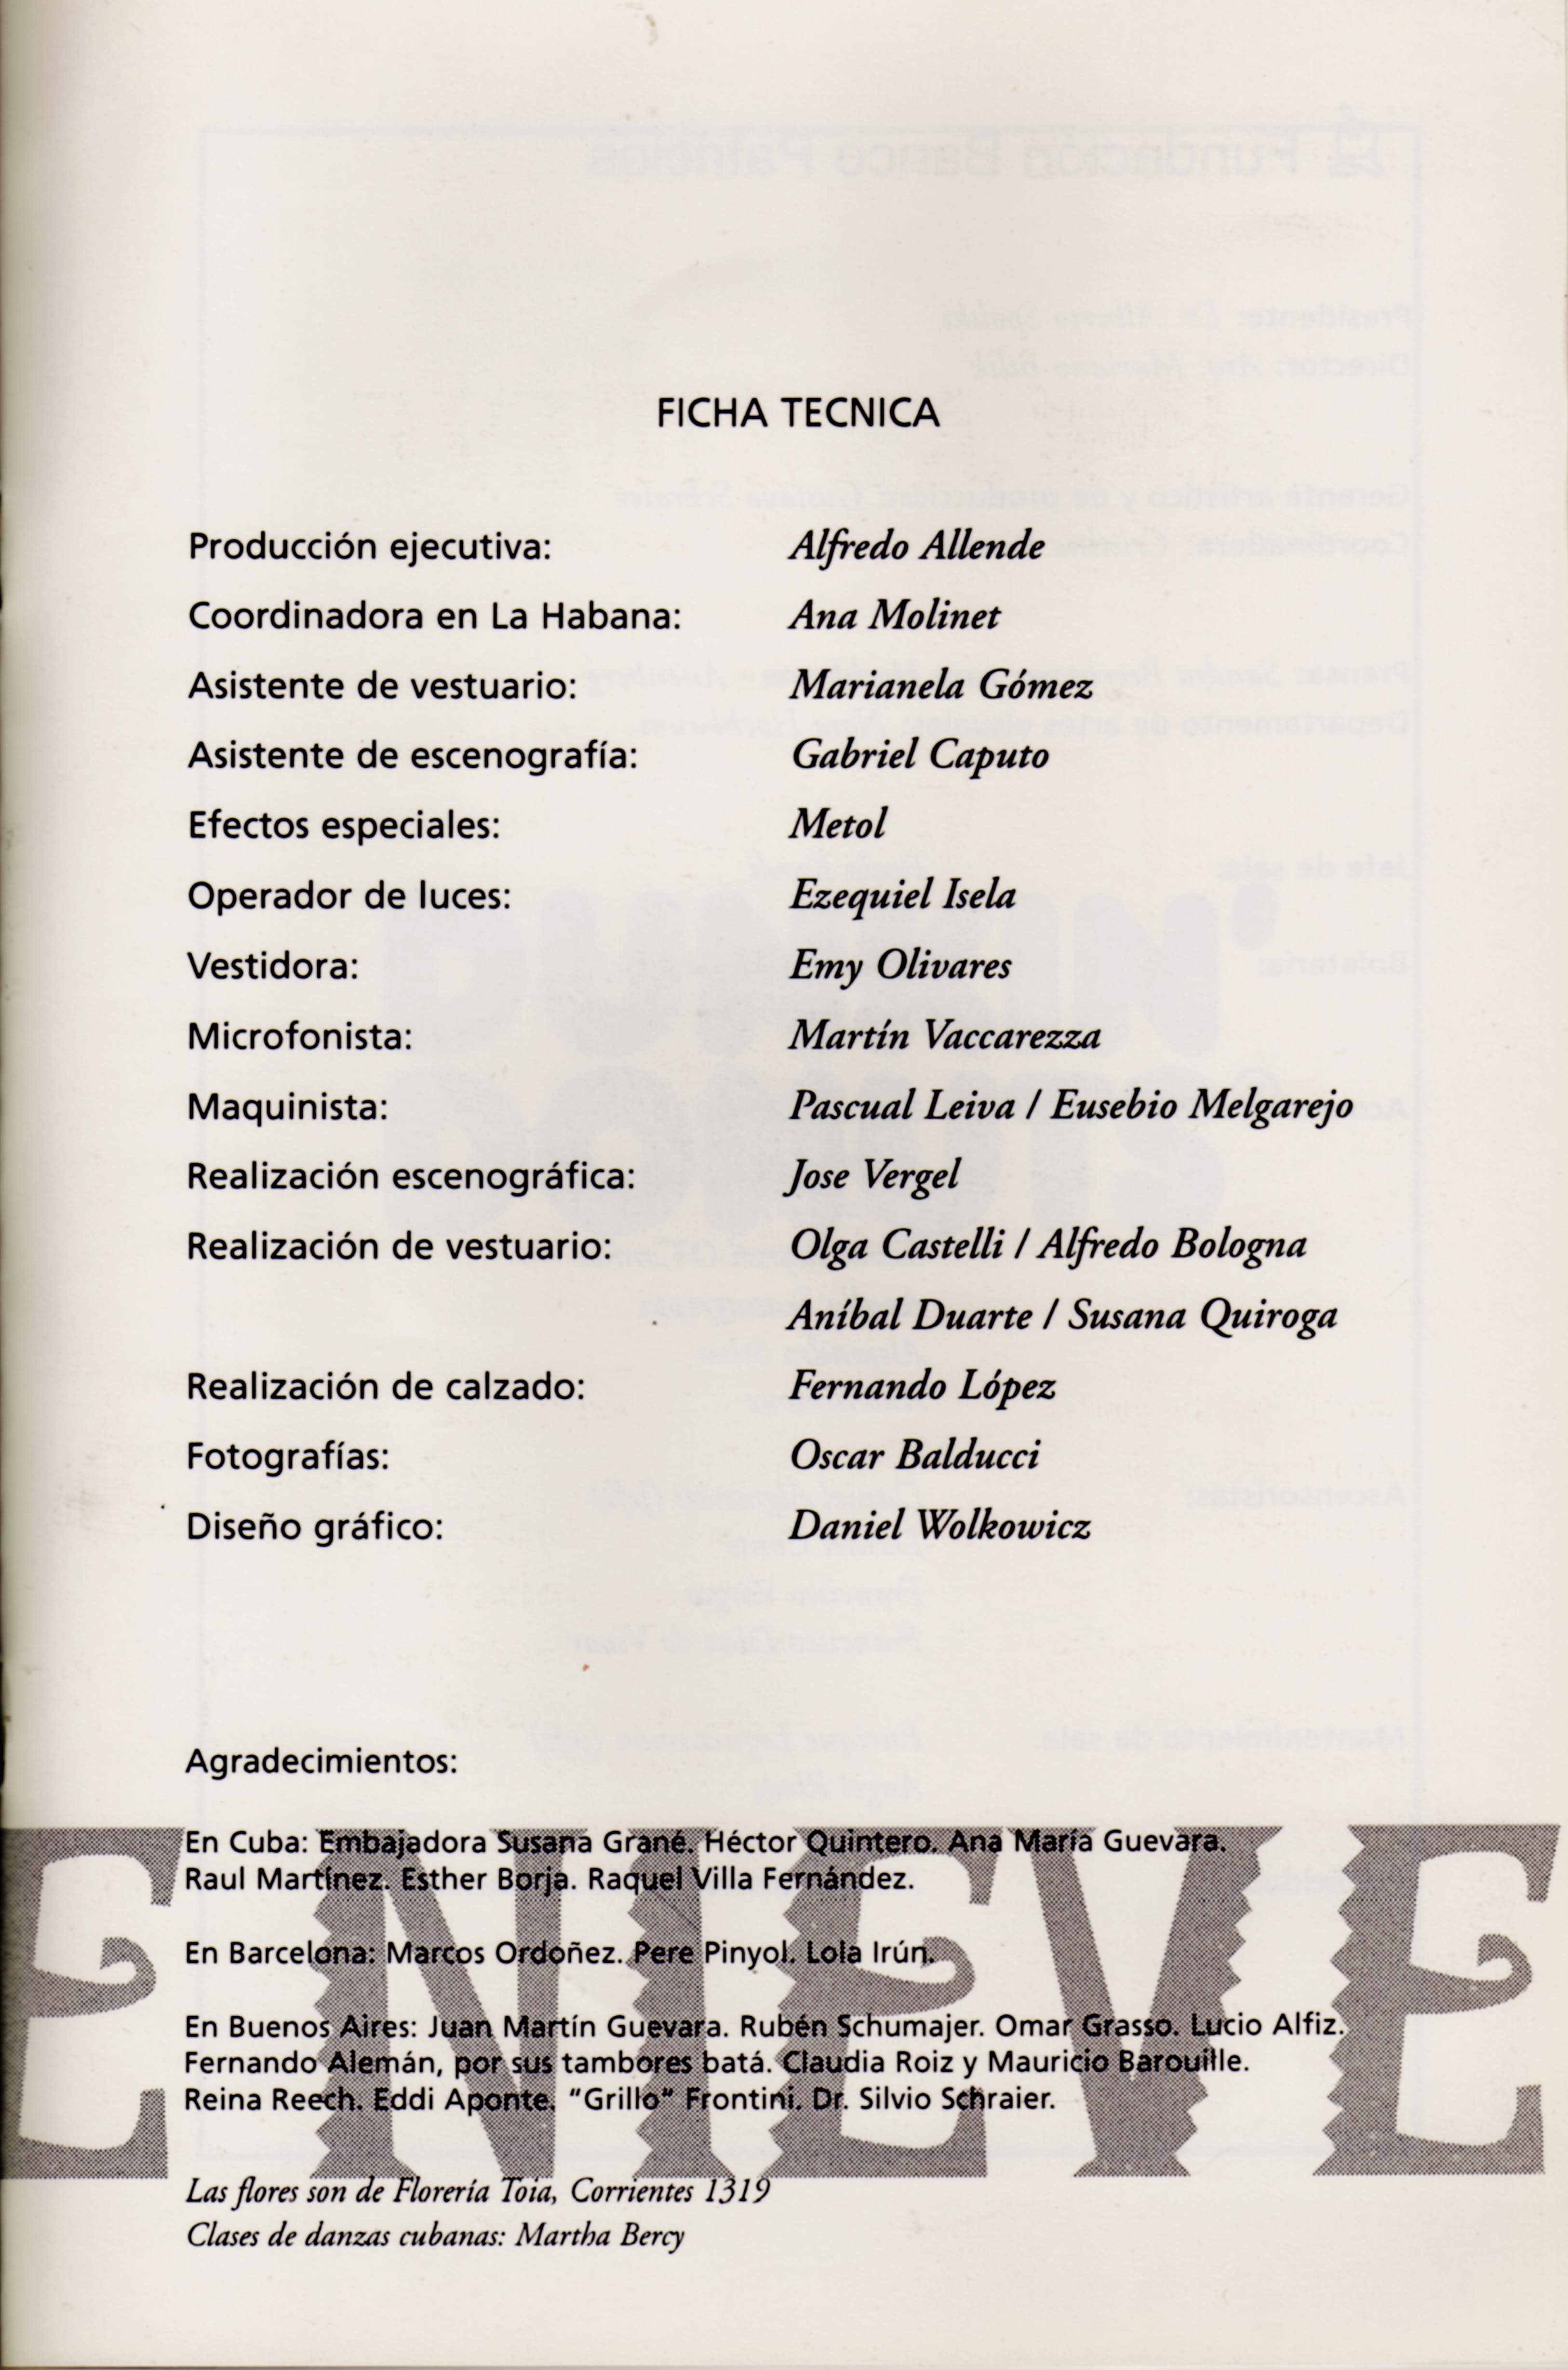 FICHA TECNICA
Producción ejecutiva: Alfredo Allende
Coordinadora en La Habana: Ana Molinet
Asistente de vestuario: Marianela Gómez
Asistente de escenografía: Gabriel Caputo
Efectos especiales: Metol
Operador de luces: Ezequiel Isela
Vestidora: Emy Olivares
Microfonista: Martín Vaccarezza
Maquinista: Pascual Leiva / Eusebio Melgarejo
Realización escenográfica: Jose Vergel
Realización de vestuario: Olga Castelli / Alfredo Bologna
Aníbal Duarte / Susana Quiroga
Realización de calzado: Fernando López
Fotografías: Oscar Balducci
Diseño gráfico: Daniel Wolkowicz
Agradecimientos:
En Cuba: Embajadora Susana Grané. Héctor Quintero. Ana María Guevara.
Raul Martínez. Esther Borja. Raquel Villa Fernández.
En Barcelona: Marcos Ordoñez. Pere Pinyol. Lola Irún.
En Buenos Aires: Juan Martín Guevara. Rubén Schumajer. Omar Grasso. Lucio Alfiz.
Fernando Alemán, por sus tambores batá. Claudia Roiz y Mauricio Barouille.
Reina Reech. Eddi Aponte. "Grillo" Frontini. Dr. Silvio Schraier.
ENIEVE
Las flores son de Florería Toia, Corrientes 1319
Clases de danzas cubanas: Martha Bercy